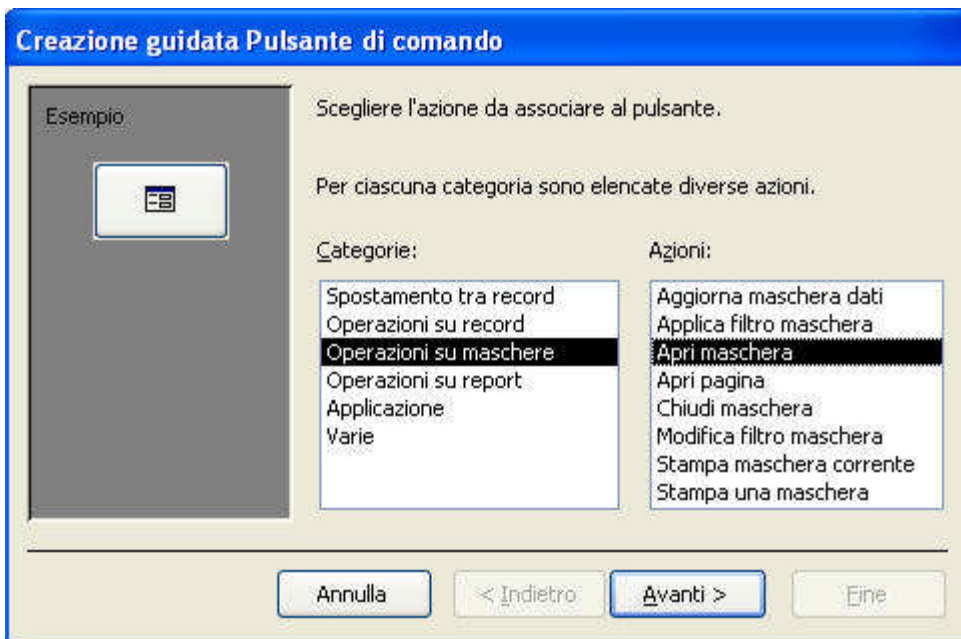 Creazione guidata Pulsante di comando
Esempio
Scegliere l'azione da associare al pulsante.
Per ciascuna categoria sono elencate diverse azioni.
Categorie:
Spostamento tra record
Operazioni su record
Operazioni su maschere
Operazioni su report
Applicazione
Varie
Azioni:
Aggiorna maschera dati
Applica filtro maschera
Apri maschera
Apri pagina
Chiudi maschera
Modifica filtro maschera
Stampa maschera corrente
Stampa una maschera
Annulla
< Indietro
Avanti >
Fine